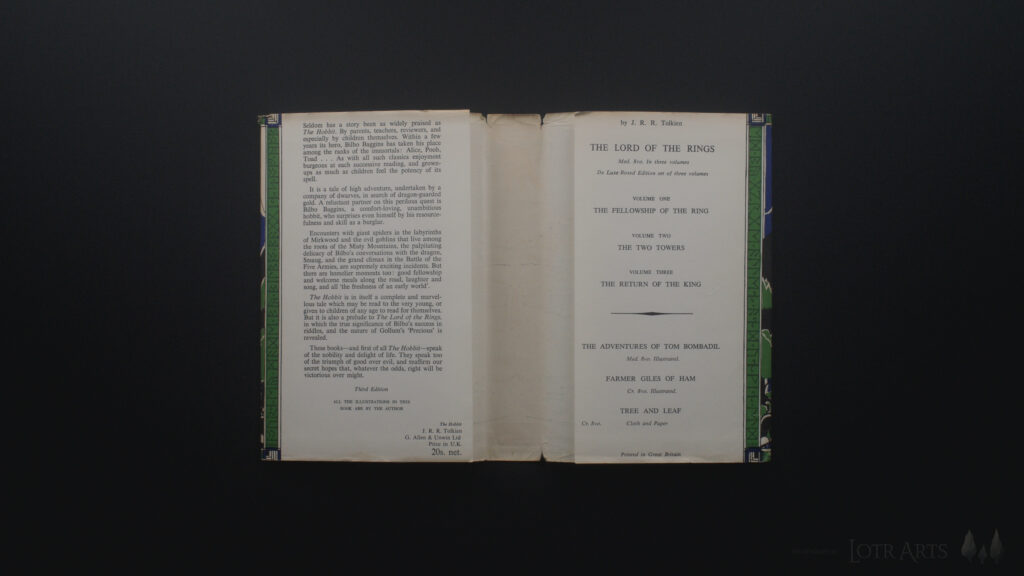 Seldom has a story been so widely praised as
The Hobbit. By parents, teachers, reviewers, and
especially by children themselves. Within a few
years its hero, Bilbo Baggins has taken his place
among the ranks of the immortals: Alice, Pooh,
Toad . . . As with all such classics enjoyment
burgeons at each successive reading, and grown-
ups as much as children feel the potency of its
spell.
It is a tale of high adventure, undertaken by a
company of dwarves, in search of dragon-guarded
gold. A reluctant partner on this perilous quest is
Bilbo Baggins, a comfort-loving, unambitious
hobbit, who surprises even himself by his resource-
fulness and skill as a burglar.
Encounters with giant spiders in the labyrinths
of Mirkwood and the evil goblins that live among
the roots of the Misty Mountains, the palpitating
delicacy of Bilbo's conversations with the dragon,
Smaug, and the grand climax in the Battle of the
Five Armies, are supremely exciting incidents. But
there are homelier moments too: good fellowship
and welcome meals along the road, laughter and
song, and all 'the freshness of an early world'.
The Hobbit is in itself a complete and marvel-
lous tale which may be read to the very young, or
given to children of any age to read for themselves.
But it is also a prelude to The Lord of the Rings,
in which the true significance of Bilbo's success in
riddles, and the nature of Gollum's 'Precious' is
revealed.
These books—and first of all The Hobbit—speak
of the nobility and delight of life. They speak too
of the triumph of good over evil, and reaffirm our
secret hopes that, whatever the odds, right will be
victorious over might.
Third Edition
ALL THE ILLUSTRATIONS IN THIS
BOOK ARE BY THE AUTHOR
The Hobbit
J. R. R. Tolkien
G. Allen & Unwin Ltd
Price in U.K.
20s. net.
by J. R. R. Tolkien
THE LORD OF THE RINGS
Med. 8vo. In three volumes
De Luxe Boxed Edition set of three volumes
VOLUME ONE
THE FELLOWSHIP OF THE RING
VOLUME TWO
THE TWO TOWERS
VOLUME THREE
THE RETURN OF THE KING
THE ADVENTURES OF TOM BOMBADIL
Med. 8vo. Illustrated.
FARMER GILES OF HAM
Cr. 8vo. Illustrated.
TREE AND LEAF
Cr. 8vo. Cloth and Paper
Printed in Great Britain
LOTR ARTS